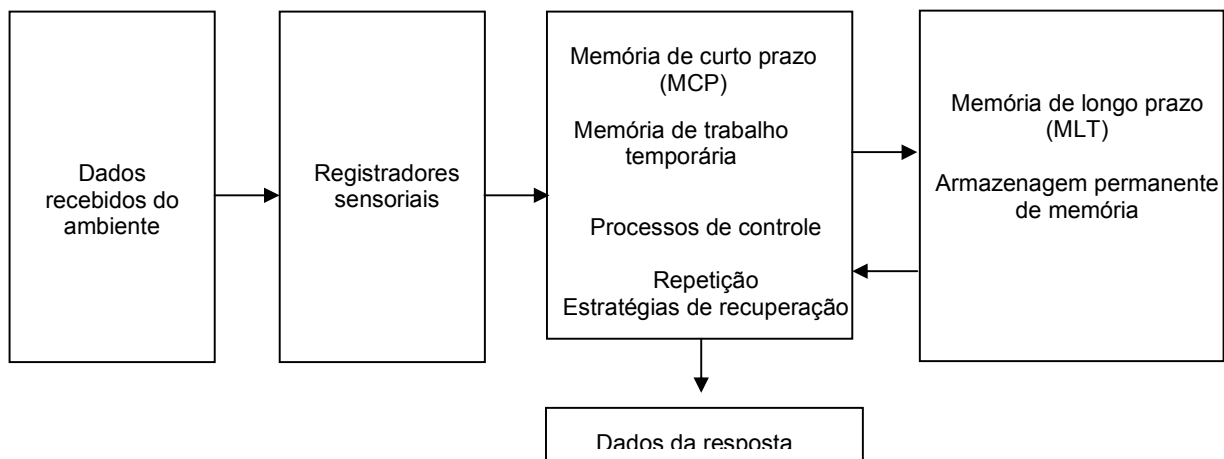 Dados
recebidos do
ambiente
Registradores
sensoriais
Memória de curto prazo
(MCP)
Memória de trabalho
temporária
Processos de controle
Repetição
Estratégias de recuperação
Memória de longo prazo
(MLT)
Armazenagem permanente
de memória
Dados da resposta